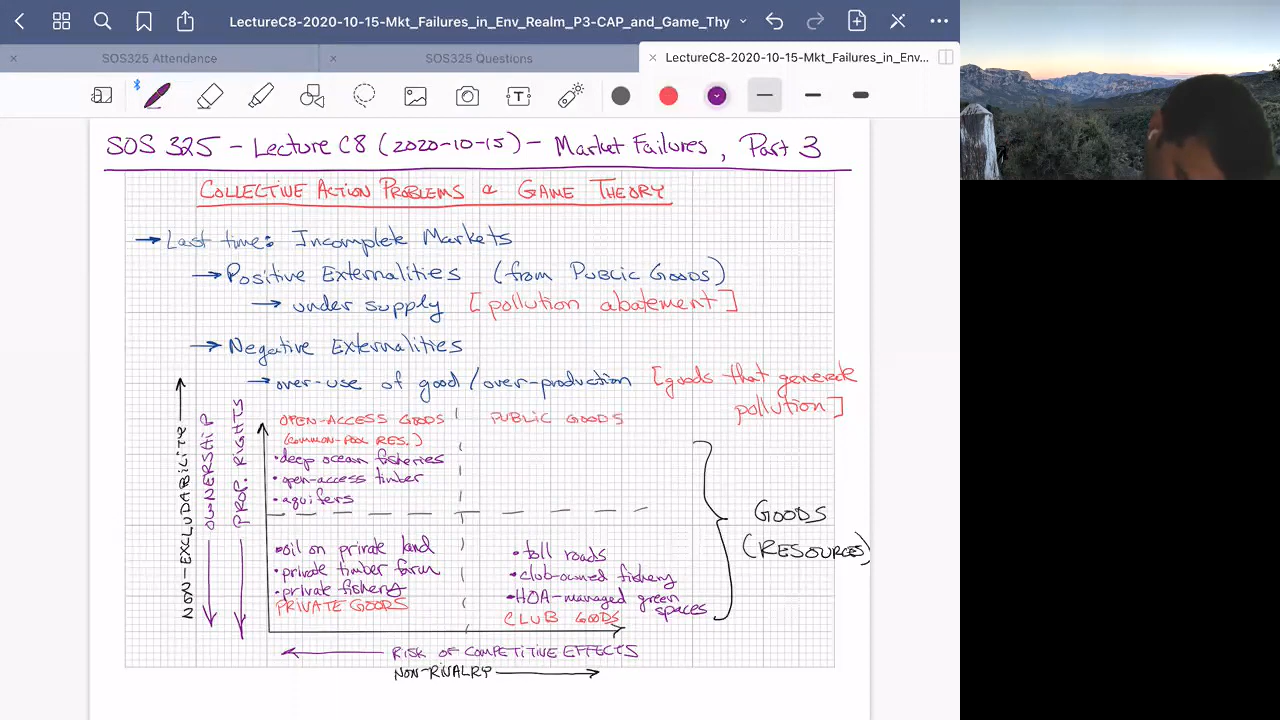 LectureC8-2020-10-15-Mkt_Failures_in_Env_Realm_P3-CAP_and_Game_Thy
SOS325 Attendance
SOS325 Questions
LectureC8-2020-10-15-Mkt_Failures_in_Env...
SOS 325 - Lecture C8 (2020-10-15) - Market Failures, Part 3
COLLECTIVE ACTION PROBLEMS & GAME THEORY
→ Last time: Incomplete Markets
→ Positive Externalities (from PUBLIC GOODS)
→ under supply [pollution abatement]
→ Negative Externalities
→ over-use of good/over-production [goods that generate
pollution]
NON-EXCLUDABILITY
OWNERSHIP
PROP. RIGHTS
OPEN-ACCESS GOODS
(COMMON-POOL RES.)
• deep ocean fisheries
• open-access timber
• aquifers
PUBLIC GOODS
• oil on private land
• private timber farm
• private fishery
PRIVATE GOODS
• toll roads
• club-owned fishery
• HOA-managed green
spaces
CLUB GOODS
GOODS
(RESOURCES)
RISK OF COMPETITIVE EFFECTS
NON-RIVALRY